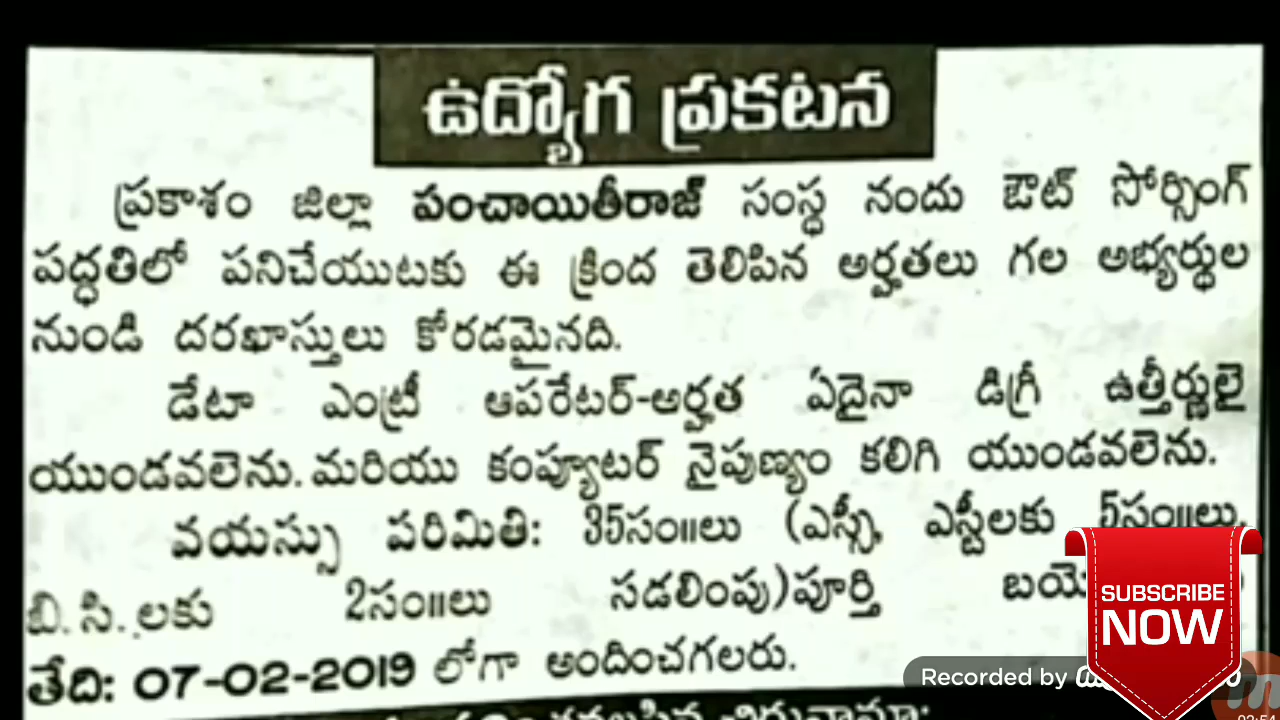 ఉద్యోగ ప్రకటన
ప్రకాశం జిల్లా పంచాయితీరాజ్ సంస్థ నందు ఔట్ సోర్సింగ్
పద్ధతిలో పనిచేయుటకు ఈ క్రింద తెలిపిన అర్హతలు గల అభ్యర్థుల
నుండి దరఖాస్తులు కోరడమైనది.
డేటా ఎంట్రీ ఆపరేటర్-అర్హత ఏదైనా డిగ్రీ ఉత్తీర్ణులై
యుండవలెను. మరియు కంప్యూటర్ నైపుణ్యం కలిగి యుండవలెను.
వయస్సు పరిమితి: 35సం॥లు (ఎస్సీ, ఎస్టీలకు 5సం॥లు,
బి.సి.లకు 2సం॥లు సడలింపు)పూర్తి
తేది: 07-02-2019 లోగా అందించగలరు.
చిరునామా:
SUBSCRIBE
NOW
Recorded by